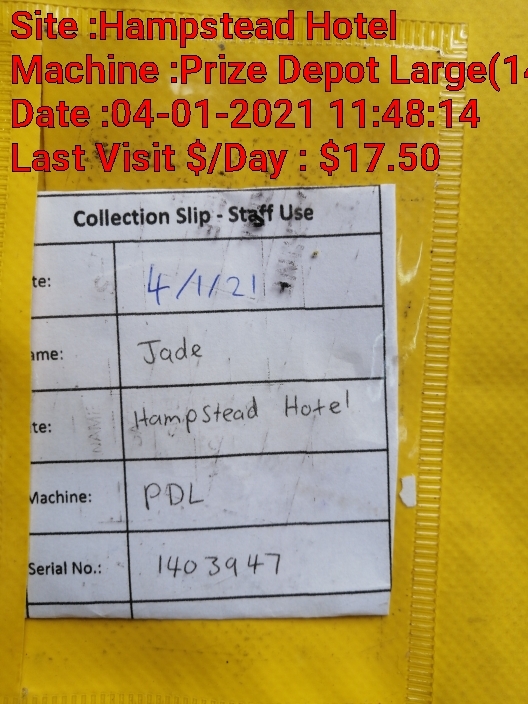 Site :Hampstead Hotel
Machine :Prize Depot Large(14
Date :04-01-2021 11:48:14
Last Visit $/Day : $17.50
Collection Slip - Staff Use
te: 4/1/21
ame: Jade
te: Hampstead Hotel
Machine: PDL
Serial No.: 1403947